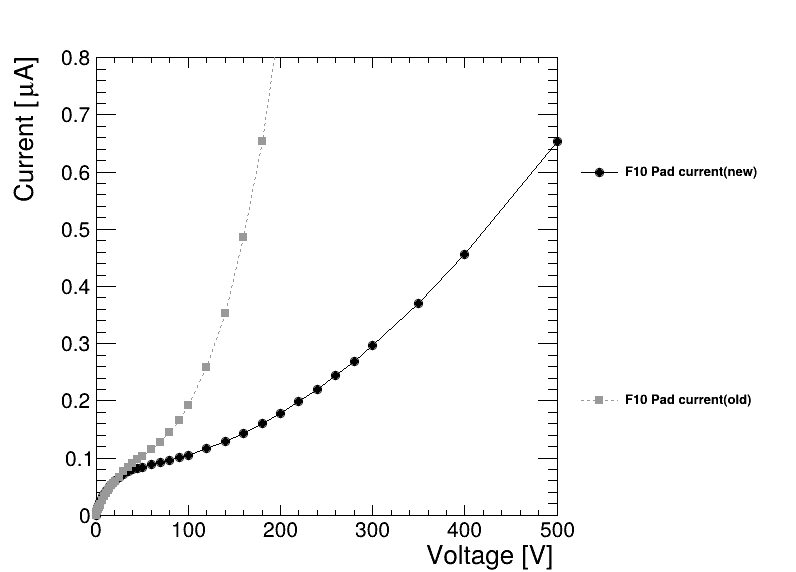 Current [μA]
0.8
0.7
0.6
0.5
0.4
0.3
0.2
0.1
0
0 100 200 300 400 500
Voltage [V]
F10 Pad current(new)
F10 Pad current(old)